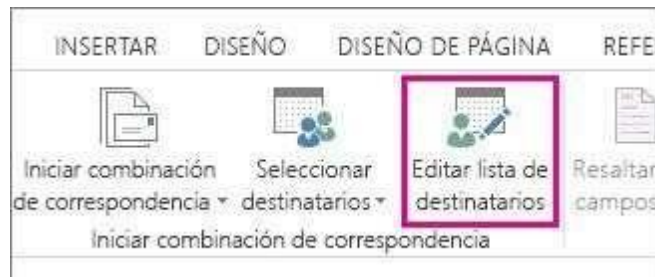 INSERTAR DISEÑO DISEÑO DE PÁGINA REFE
Iniciar combinación de correspondencia
Seleccionar destinatarios
Editar lista de destinatarios
Resaltar campos
Iniciar combinación de correspondencia